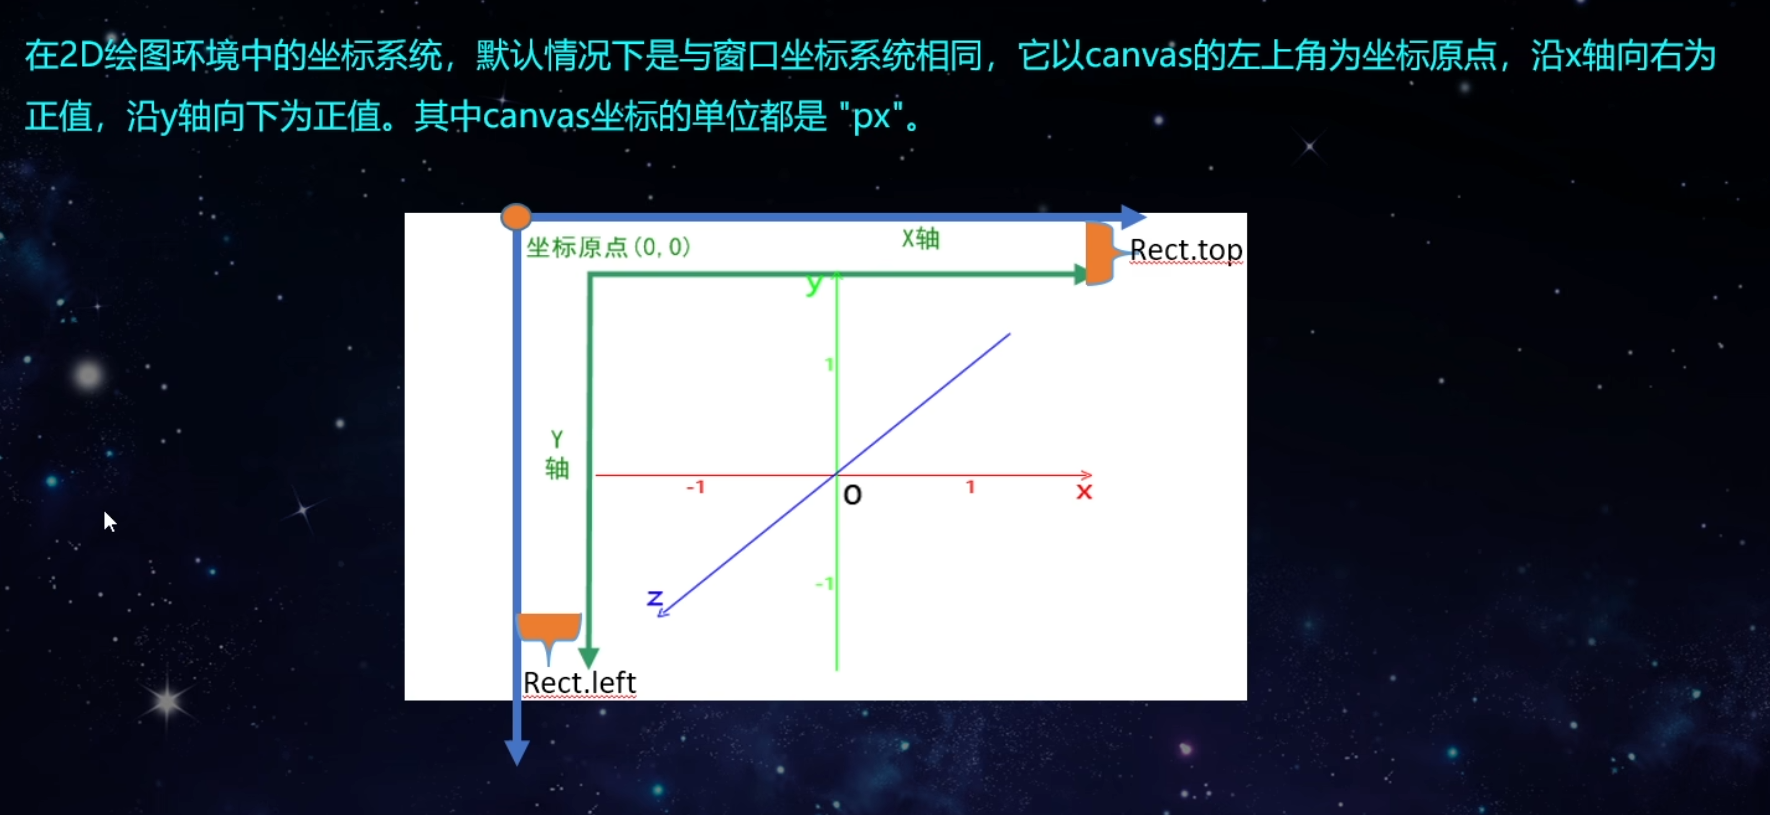 在2D绘图环境中的坐标系统，默认情况下是与窗口坐标系统相同，它以canvas的左上角为坐标原点，沿x轴向右为
正值，沿y轴向下为正值。其中canvas坐标的单位都是 "px"。
坐标原点(0,0)
X轴
Rect.top
y
1
Y
轴
-1
O
1
x
-1
z
Rect.left